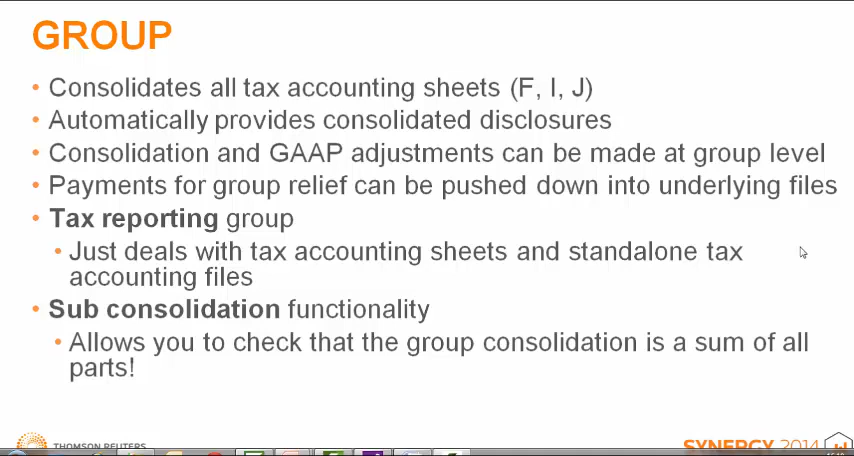 GROUP
• Consolidates all tax accounting sheets (F, I, J)
• Automatically provides consolidated disclosures
• Consolidation and GAAP adjustments can be made at group level
• Payments for group relief can be pushed down into underlying files
• Tax reporting group
• Just deals with tax accounting sheets and standalone tax
accounting files
• Sub consolidation functionality
• Allows you to check that the group consolidation is a sum of all
parts!
THOMSON REUTERS
SYNERGY 2014